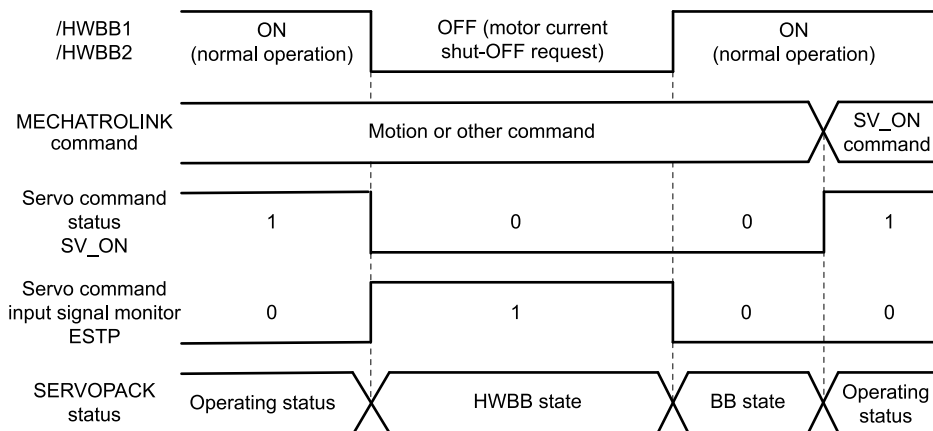 /HWBB1
/HWBB2
ON
(normal operation)
OFF (motor current
shut-OFF request)
ON
(normal operation)
MECHATROLINK
command
Motion or other command
SV_ON
command
Servo command
status
SV_ON
1
0
0
1
Servo command
input signal monitor
ESTP
0
1
0
0
SERVOPACK
status
Operating status
HWBB state
BB state
Operating
status